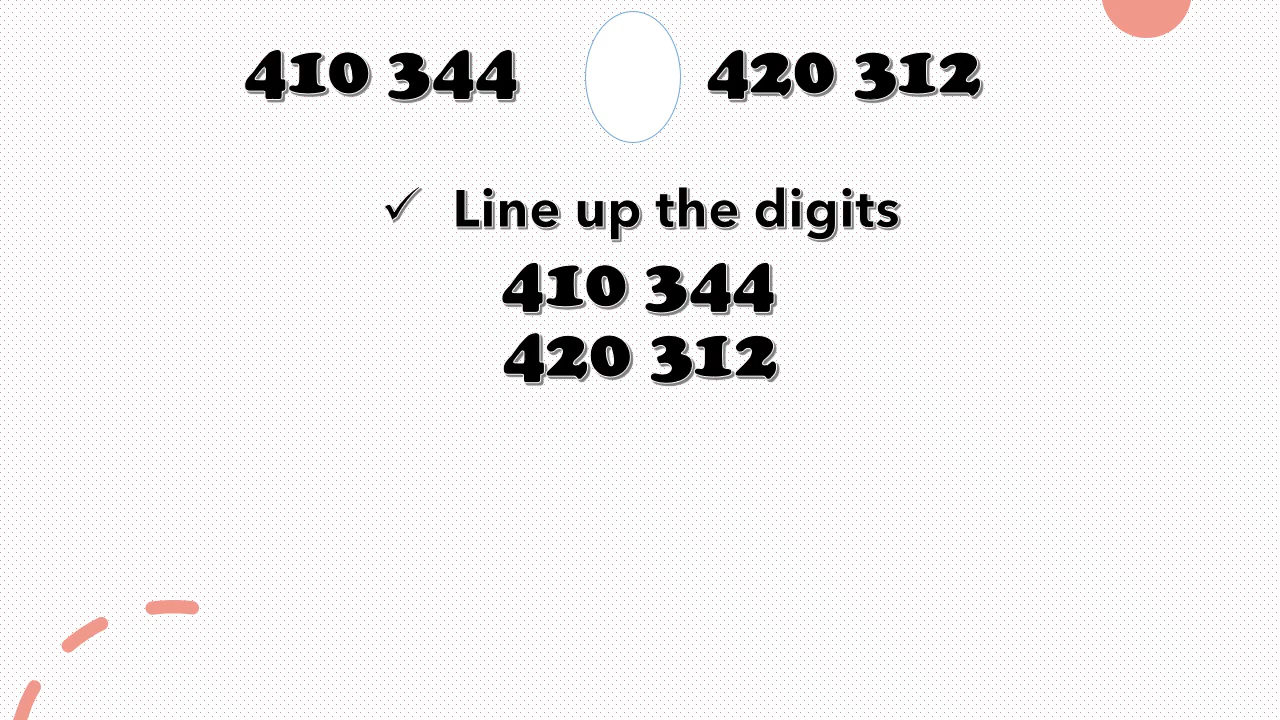 410 344 420 312
✓ Line up the digits
410 344
420 312